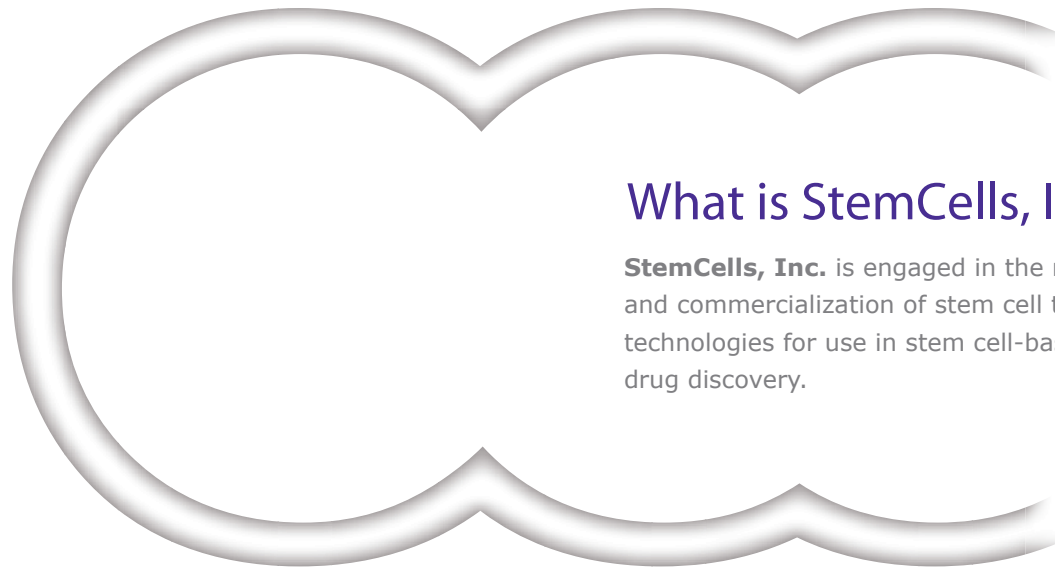 What is StemCells, I
StemCells, Inc. is engaged in the
and commercialization of stem cell
technologies for use in stem cell-ba
drug discovery.